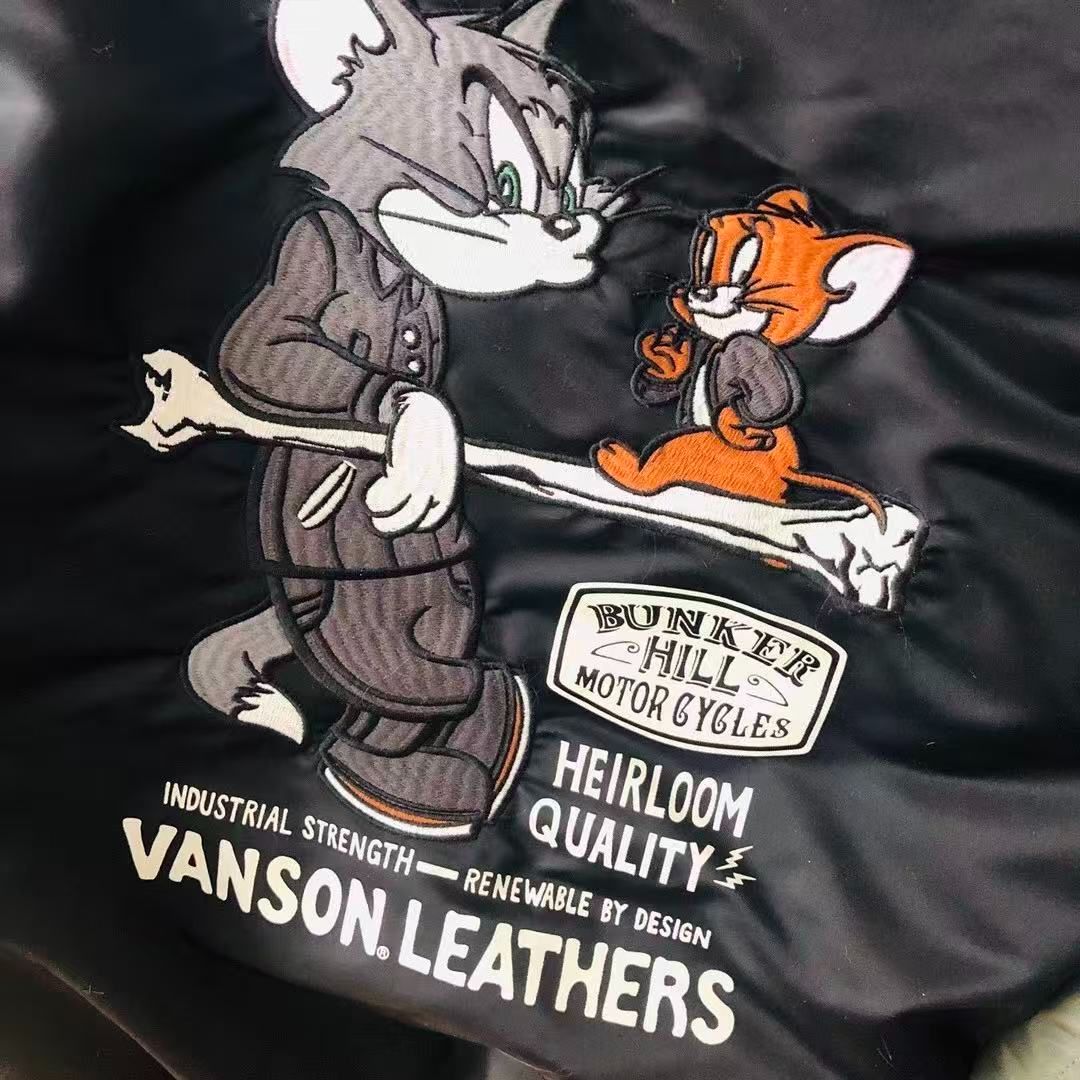 BUNKER
HILL
MOTOR CYCLES
HEIRLOOM
QUALITY
INDUSTRIAL STRENGTH — RENEWABLE BY DESIGN
VANSON® LEATHERS